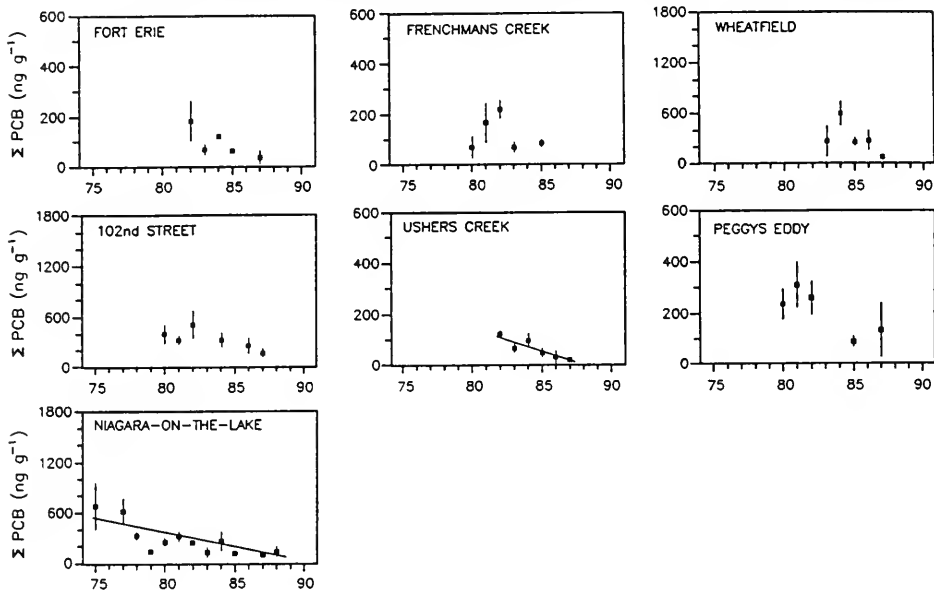 FORT ERIE
Σ PCB (ng g⁻¹)
600
400
200
0
75 80 85 90
FRENCHMANS CREEK
600
400
200
0
75 80 85 90
WHEATFIELD
1800
1200
600
0
75 80 85 90
102nd STREET
Σ PCB (ng g⁻¹)
1800
1200
600
0
75 80 85 90
USHERS CREEK
600
400
200
0
75 80 85 90
PEGGYS EDDY
600
400
200
0
75 80 85 90
NIAGARA-ON-THE-LAKE
Σ PCB (ng g⁻¹)
1800
1200
600
0
75 80 85 90